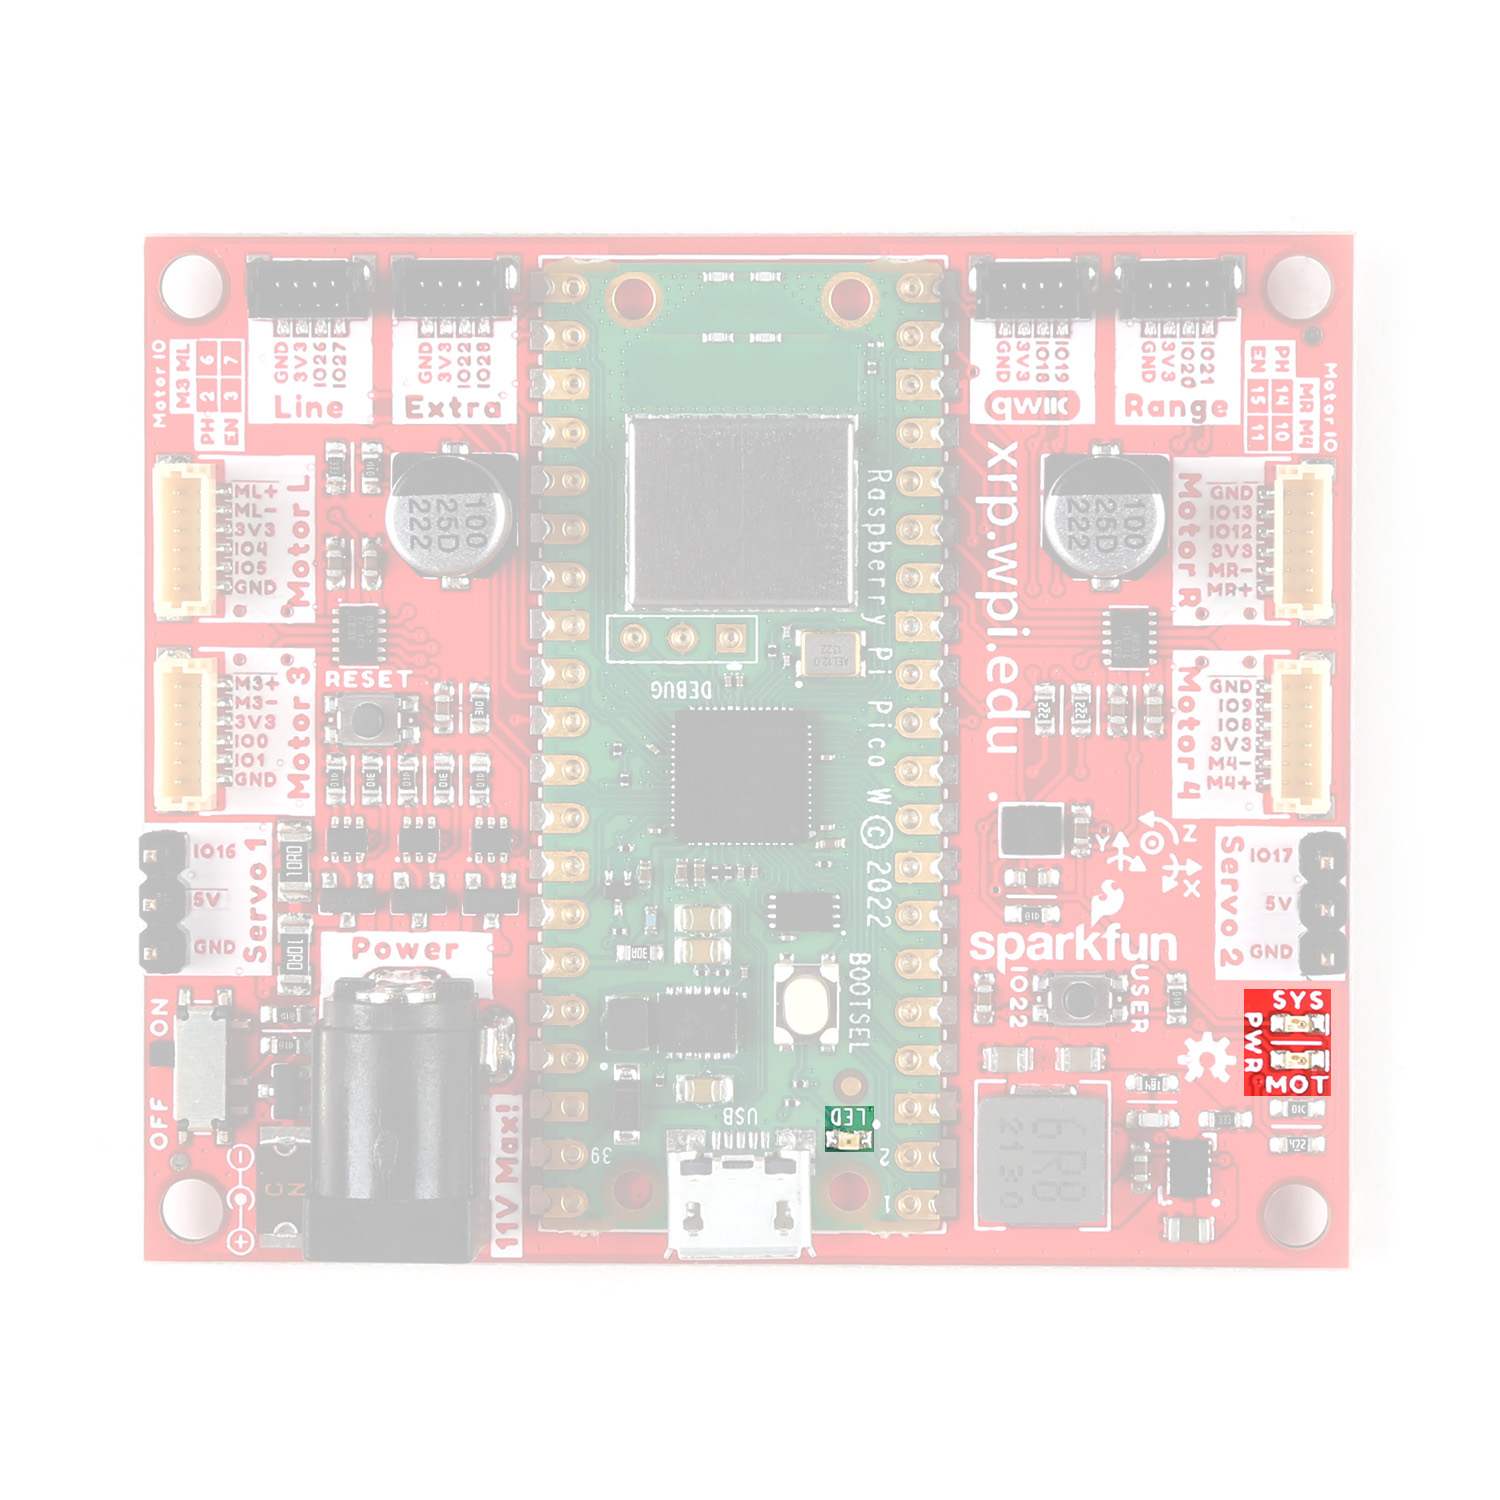 Motor IO
M3 ML
PH 2 6
EN 3 7
GND
3V3
IO26
IO27
Line
GND
3V3
IO22
IO28
Extra
GND
3V3
IO18
IO19
qwiic
GND
3V3
IO20
IO21
Range
Motor IO
MR M4
PH 14 10
EN 15 11
ML+
ML-
3V3
IO4
IO5
GND
Motor L
100
25D
222
Raspberry Pi Pico W © 2022
xrp.wpi.edu
100
25D
222
GND
IO13
IO12
3V3
MR-
MR+
Motor R
M3+
M3-
3V3
IO0
IO1
GND
Motor 3
RESET
DEBUG
GND
IO9
IO8
3V3
M4-
M4+
Motor 4
IO16
5V
GND
Servo 1
Y
Z
X
IO17
5V
GND
Servo 2
sparkfun
Power
ON
OFF
BOOTSEL
IO22
USER
SYS
PWR
MOT
11V Max!
USB
LED
39
2
1
6R8
2130